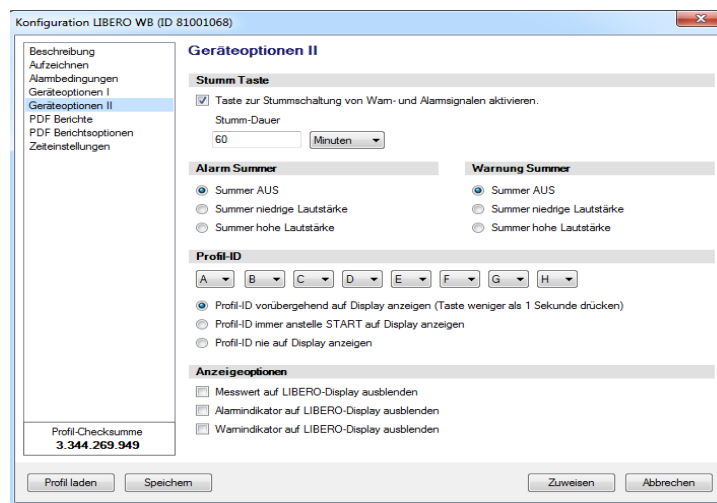 Konfiguration LIBERO WB (ID 81001068)
Beschreibung
Aufzeichnen
Alarmbedingungen
Geräteoptionen I
Geräteoptionen II
PDF Berichte
PDF Berichtsoptionen
Zeiteinstellungen
Profil-Checksumme
3.344.269.949
Geräteoptionen II
Stumm Taste
Taste zur Stummschaltung von Warn- und Alarmsignalen aktivieren.
Stumm-Dauer
60 Minuten
Alarm Summer
Summer AUS
Summer niedrige Lautstärke
Summer hohe Lautstärke
Warnung Summer
Summer AUS
Summer niedrige Lautstärke
Summer hohe Lautstärke
Profil-ID
A B C D E F G H
Profil-ID vorübergehend auf Display anzeigen (Taste weniger als 1 Sekunde drücken)
Profil-ID immer anstelle START auf Display anzeigen
Profil-ID nie auf Display anzeigen
Anzeigeoptionen
Messwert auf LIBERO-Display ausblenden
Alarmindikator auf LIBERO-Display ausblenden
Warnindikator auf LIBERO-Display ausblenden
Profil laden Speichern Zuweisen Abbrechen